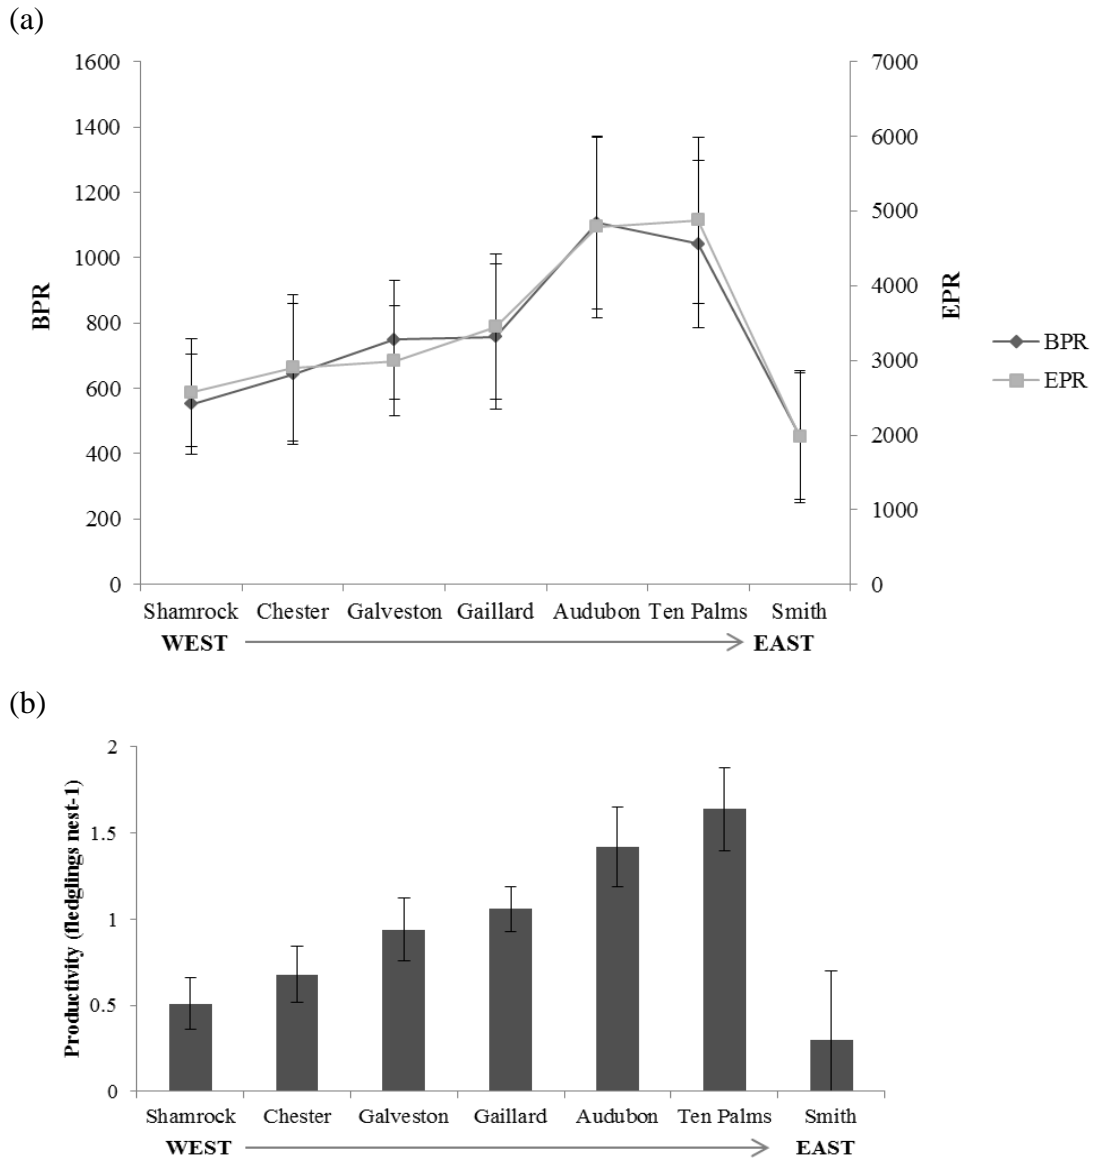 (a)
1600 7000
1400 6000
1200 5000
1000 4000
800 3000
600 2000
400 1000
200
0 0
BPR
EPR
BPR
EPR
Shamrock Chester Galveston Gaillard Audubon Ten Palms Smith
WEST EAST
(b)
2
1.5
1
0.5
0
Productivity (fledglings nest-1)
Shamrock Chester Galveston Gaillard Audubon Ten Palms Smith
WEST EAST